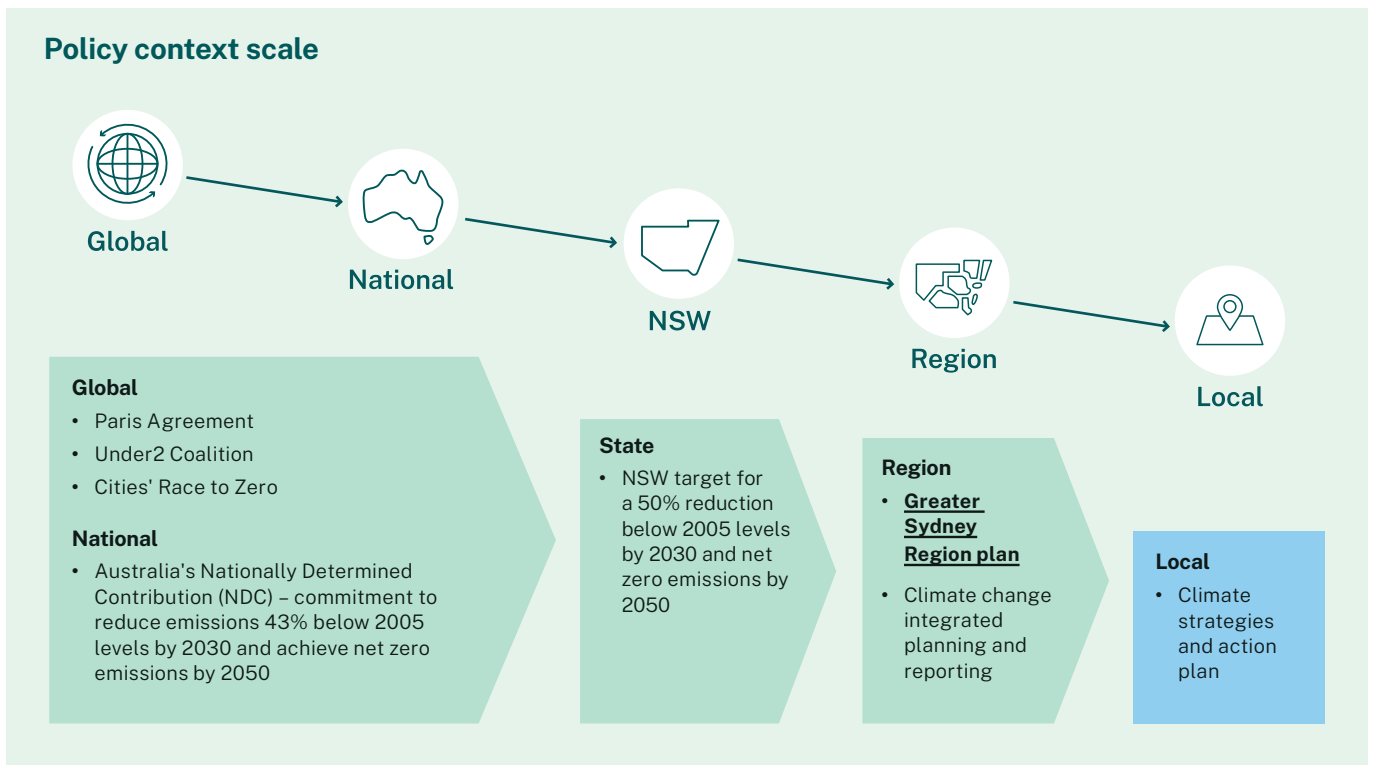 Policy context scale
Global
National
NSW
Region
Local
Global
• Paris Agreement
• Under2 Coalition
• Cities' Race to Zero
National
• Australia's Nationally Determined
Contribution (NDC) – commitment to
reduce emissions 43% below 2005
levels by 2030 and achieve net zero
emissions by 2050
State
• NSW target for
a 50% reduction
below 2005 levels
by 2030 and net
zero emissions by
2050
Region
• Greater
Sydney
Region plan
• Climate change
integrated
planning and
reporting
Local
• Climate
strategies
and action
plan